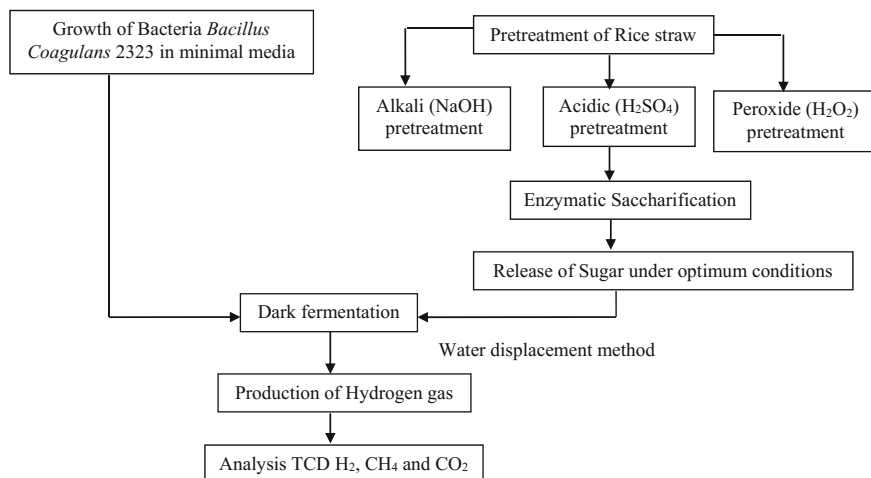 Growth of Bacteria Bacillus
Coagulans 2323 in minimal media
Pretreatment of Rice straw
Alkali (NaOH)
pretreatment
Acidic (H₂SO₄)
pretreatment
Peroxide (H₂O₂)
pretreatment
Enzymatic Saccharification
Release of Sugar under optimum conditions
Dark fermentation
Water displacement method
Production of Hydrogen gas
Analysis TCD H₂, CH₄ and CO₂